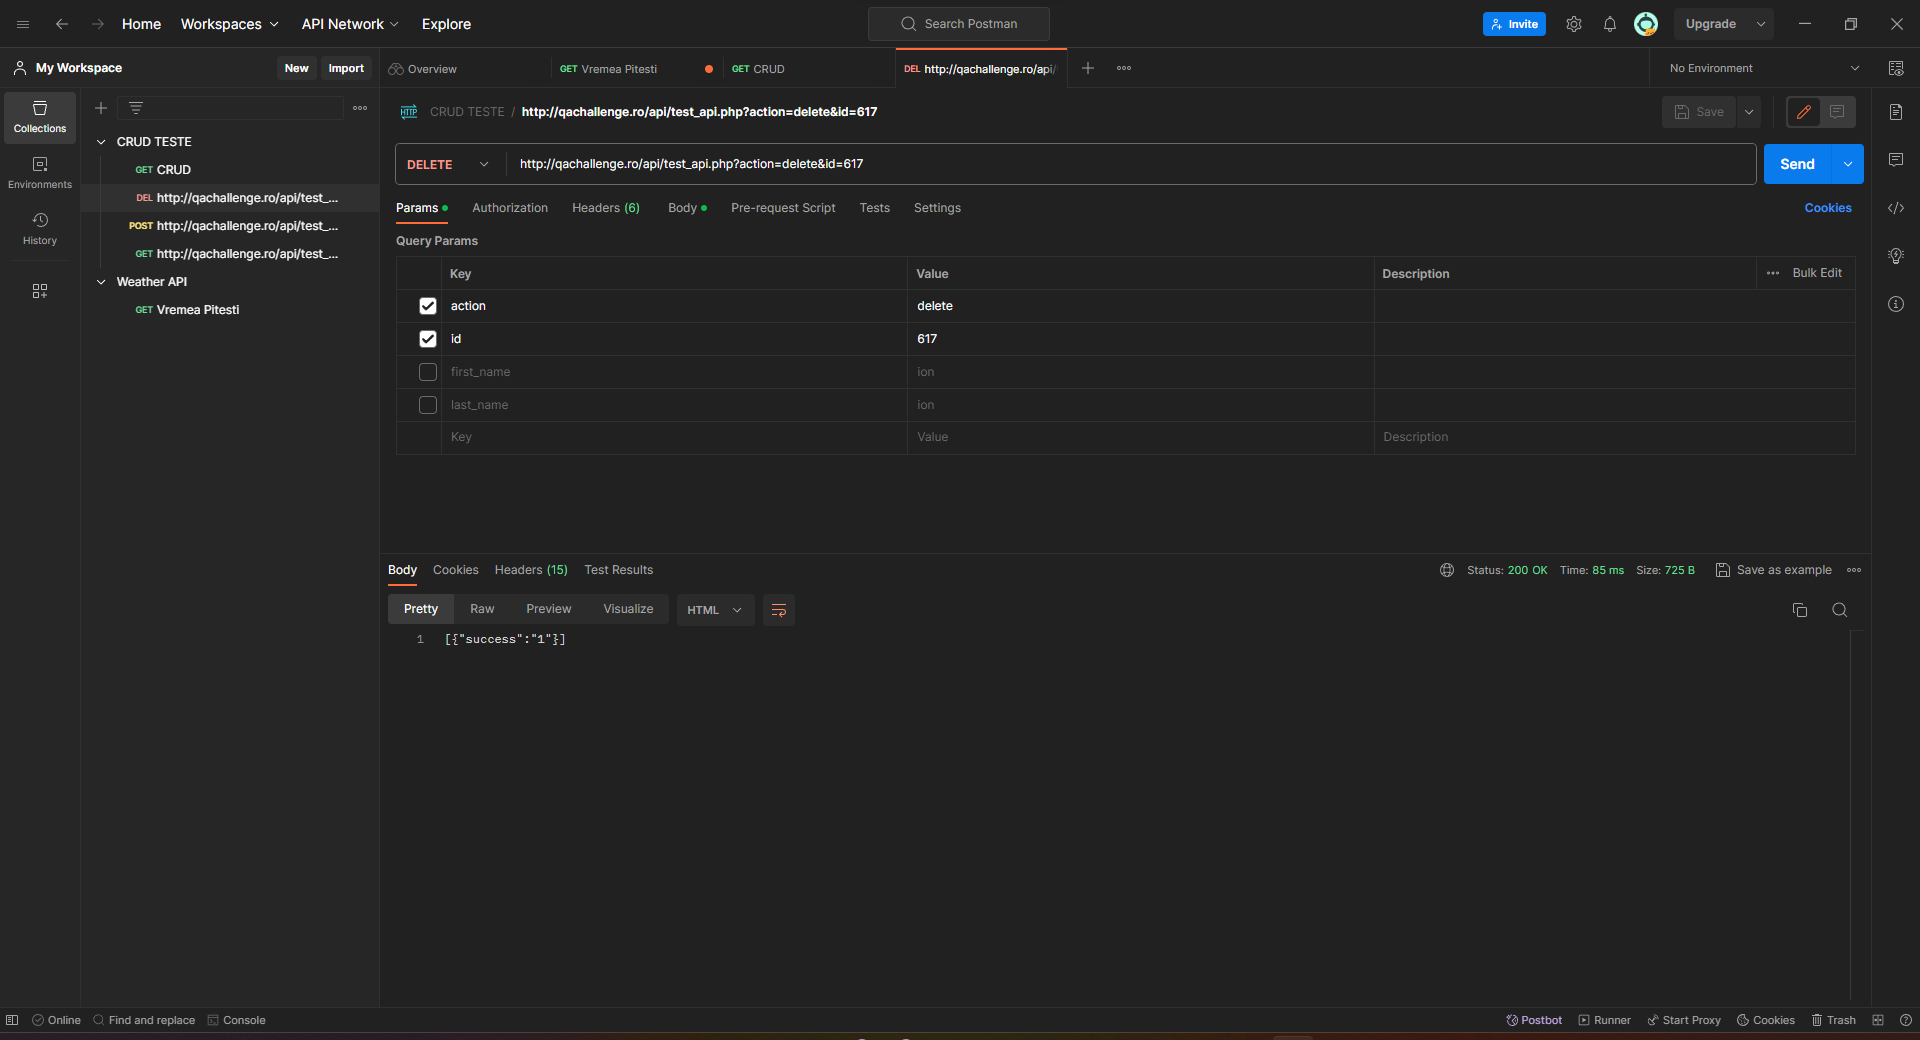 Home Workspaces API Network Explore Search Postman Invite Upgrade
My Workspace New Import Overview GET Vremea Pitesti GET CRUD DEL http://qachallenge.ro/api/ No Environment
Collections
Environments
History
CRUD TESTE
GET CRUD
DEL http://qachallenge.ro/api/test_...
POST http://qachallenge.ro/api/test_...
GET http://qachallenge.ro/api/test_...
Weather API
GET Vremea Pitesti
HTTP CRUD TESTE / http://qachallenge.ro/api/test_api.php?action=delete&id=617 Save
DELETE http://qachallenge.ro/api/test_api.php?action=delete&id=617 Send
Params Authorization Headers (6) Body Pre-request Script Tests Settings Cookies
Query Params
Key Value Description Bulk Edit
action delete
id 617
first_name ion
last_name ion
Key Value Description
Body Cookies Headers (15) Test Results Status: 200 OK Time: 85 ms Size: 725 B Save as example
Pretty Raw Preview Visualize HTML
1 [{"success":"1"}]
Online Find and replace Console Postbot Runner Start Proxy Cookies Trash